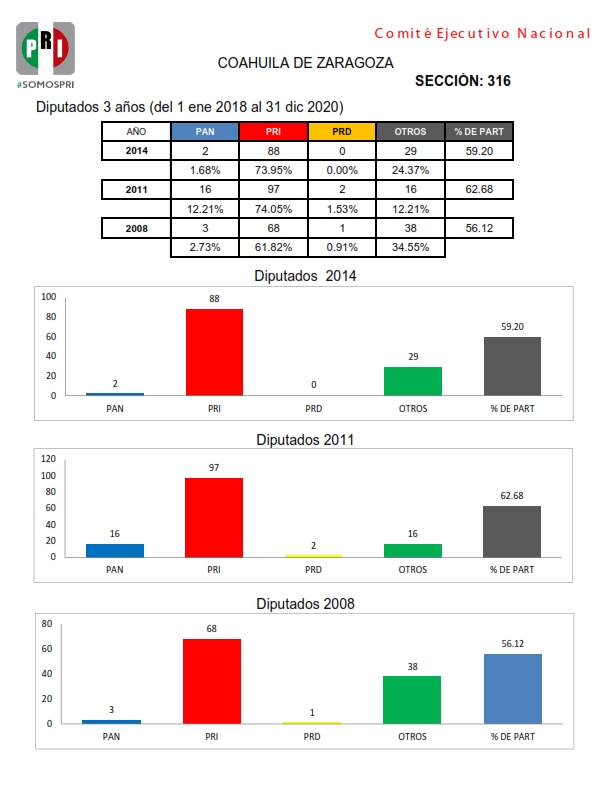 Comité Ejecutivo Nacional
PRI
#SOMOSPRI
COAHUILA DE ZARAGOZA
SECCIÓN: 316
Diputados 3 años (del 1 ene 2018 al 31 dic 2020)
AÑO PAN PRI PRD OTROS % DE PART
2014 2 88 0 29 59.20
1.68% 73.95% 0.00% 24.37%
2011 16 97 2 16 62.68
12.21% 74.05% 1.53% 12.21%
2008 3 68 1 38 56.12
2.73% 61.82% 0.91% 34.55%
Diputados 2014
100
80
60
40
20
0
2 88 0 29 59.20
PAN PRI PRD OTROS % DE PART
Diputados 2011
120
100
80
60
40
20
0
16 97 2 16 62.68
PAN PRI PRD OTROS % DE PART
Diputados 2008
80
60
40
20
0
3 68 1 38 56.12
PAN PRI PRD OTROS % DE PART